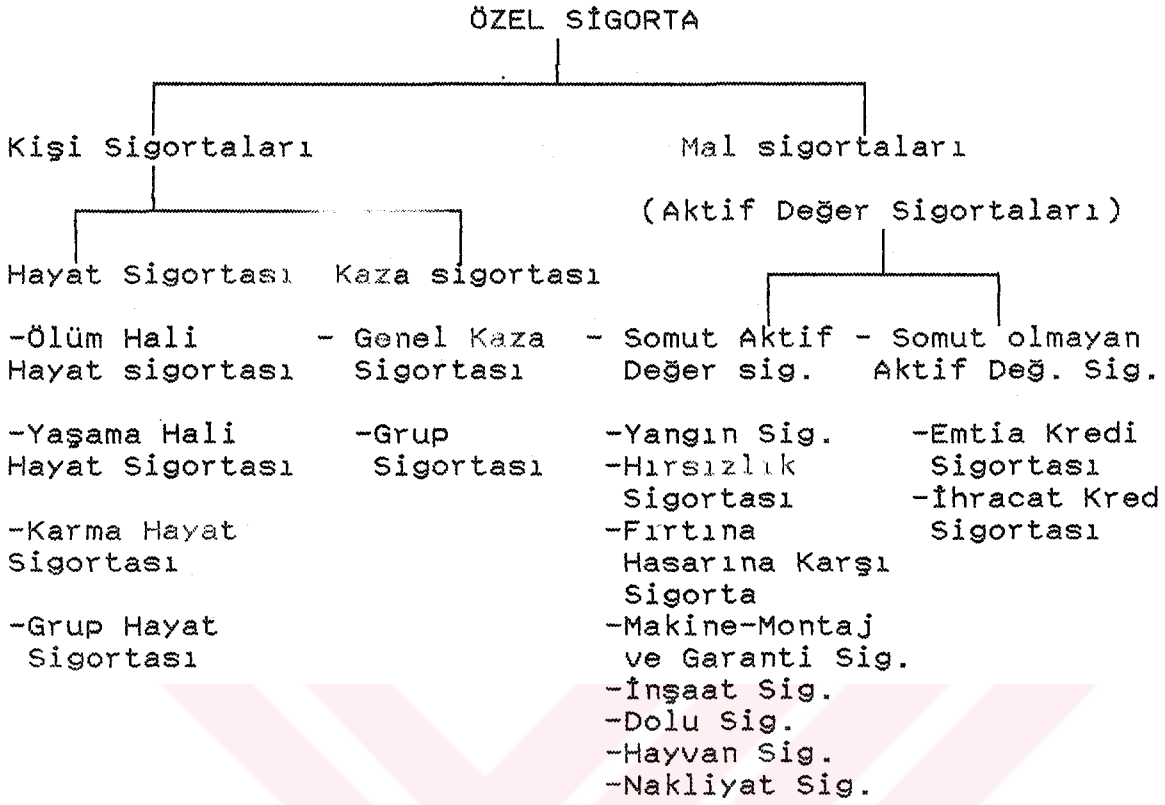 ÖZEL SİGORTA
Kişi Sigortaları
Mal sigortaları
(Aktif Değer Sigortaları)
Hayat Sigortası
Kaza sigortası
-Ölüm Hali
Hayat sigortası
-Yaşama Hali
Hayat Sigortası
-Karma Hayat
Sigortası
-Grup Hayat
Sigortası
- Genel Kaza
Sigortası
-Grup
Sigortası
- Somut Aktif
Değer sig.
-Yangın Sig.
-Hırsızlık
Sigortası
-Fırtına
Hasarına Karşı
Sigorta
-Makine-Montaj
ve Garanti Sig.
-İnşaat Sig.
-Dolu Sig.
-Hayvan Sig.
-Nakliyat Sig.
- Somut olmayan
Aktif Değ. Sig.
-Emtia Kredi
Sigortası
-İhracat Kred
Sigortası